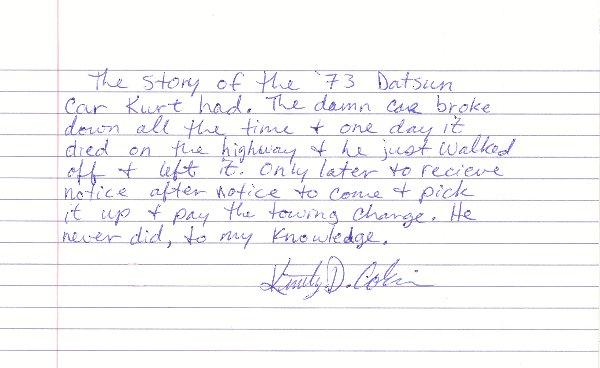 The story of the '73 Datsun
Car Kurt had. The damn car broke
down all the time + one day it
died on the highway + he just walked
off + left it. Only later to recieve
notice after notice to come + pick
it up + pay the towing charge. He
never did, to my knowledge.
D.